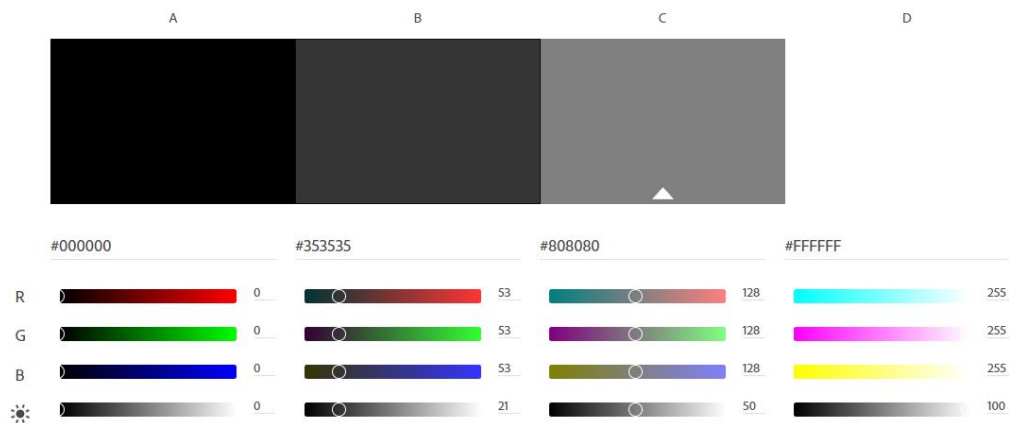 A B C D
#000000 #353535 #808080 #FFFFFF
R 0 53 128 255
G 0 53 128 255
B 0 53 128 255
0 21 50 100